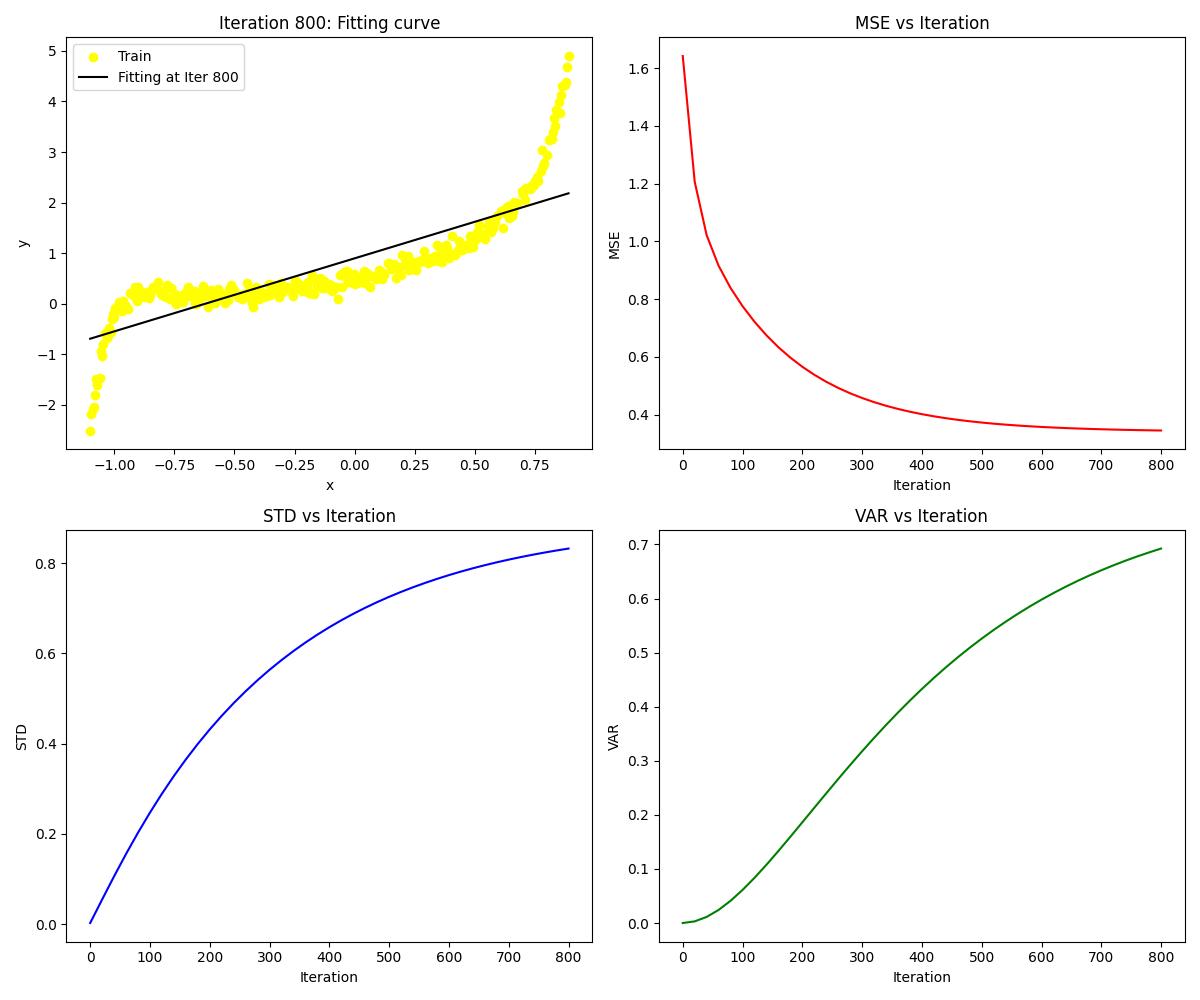 Iteration 800: Fitting curve
Train
Fitting at Iter 800
y
5
4
3
2
1
0
−1
−2
−1.00 −0.75 −0.50 −0.25 0.00 0.25 0.50 0.75
x
MSE vs Iteration
MSE
1.6
1.4
1.2
1.0
0.8
0.6
0.4
0 100 200 300 400 500 600 700 800
Iteration
STD vs Iteration
STD
0.8
0.6
0.4
0.2
0.0
0 100 200 300 400 500 600 700 800
Iteration
VAR vs Iteration
VAR
0.7
0.6
0.5
0.4
0.3
0.2
0.1
0.0
0 100 200 300 400 500 600 700 800
Iteration